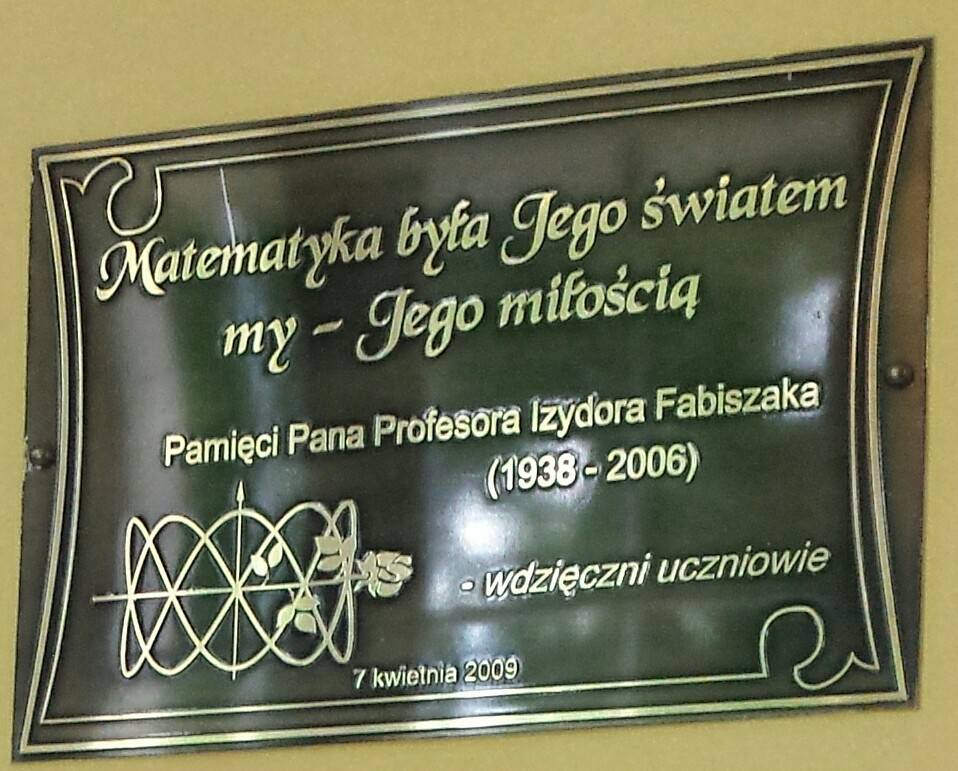 Matematyka była Jego światem
my – Jego miłością
Pamięci Pana Profesora Izydora Fabiszaka
(1938 - 2006)
- wdzięczni uczniowie
7 kwietnia 2009